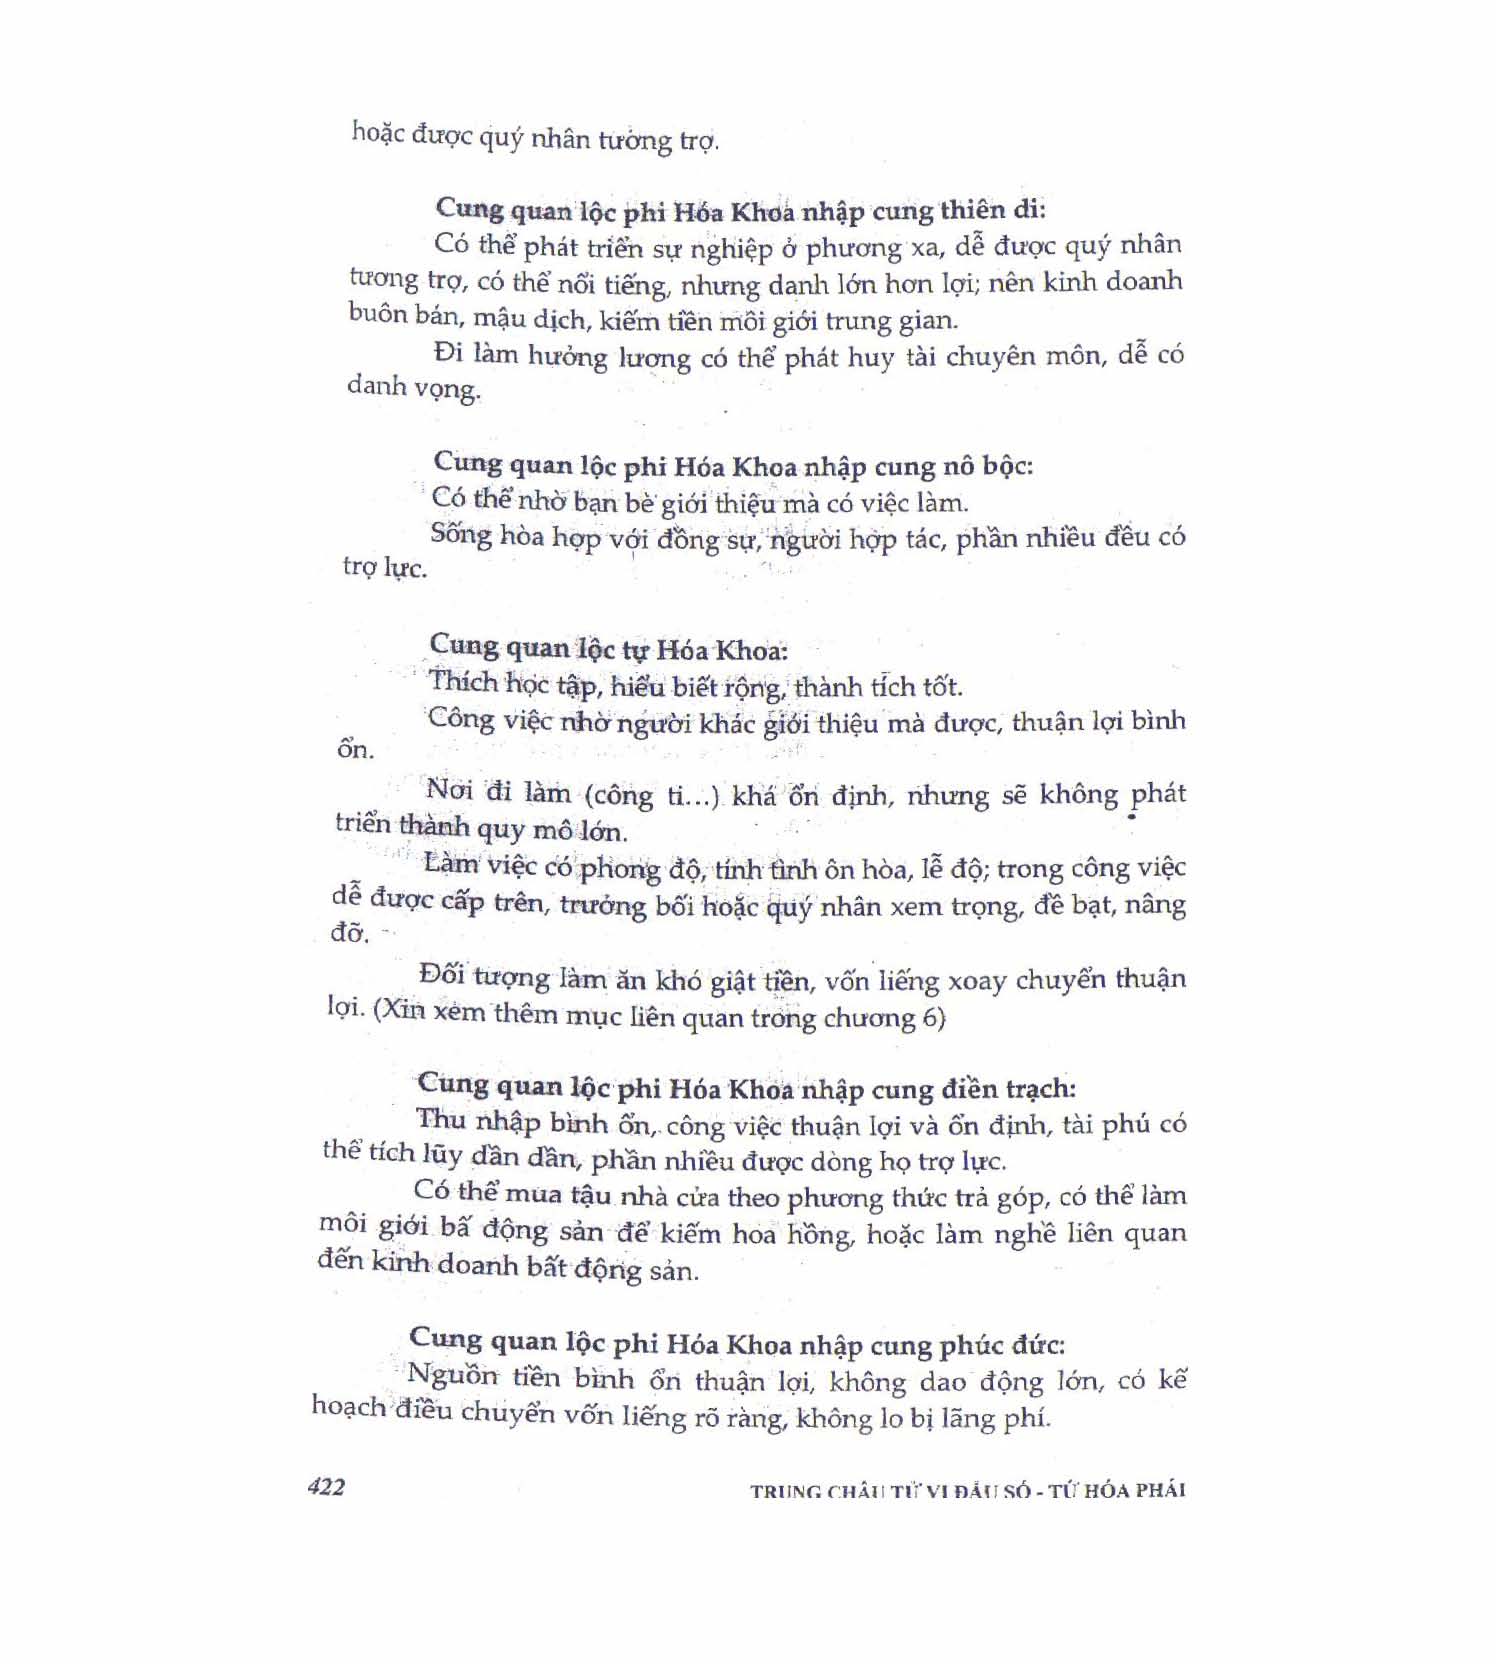 hoặc được quý nhân tương trợ.
Cung quan lộc phi Hóa Khoa nhập cung thiên di:
Có thể phát triển sự nghiệp ở phương xa, dễ được quý nhân
tương trợ, có thể nổi tiếng, nhưng danh lớn hơn lợi; nên kinh doanh
buôn bán, mậu dịch, kiếm tiền môi giới trung gian.
Đi làm hưởng lương có thể phát huy tài chuyên môn, dễ có
danh vọng.
Cung quan lộc phi Hóa Khoa nhập cung nô bộc:
Có thể nhờ bạn bè giới thiệu mà có việc làm.
Sống hòa hợp với đồng sự, người hợp tác, phần nhiều đều có
trợ lực.
Cung quan lộc tự Hóa Khoa:
Thích học tập, hiểu biết rộng, thành tích tốt.
Công việc nhờ người khác giới thiệu mà được, thuận lợi bình
ổn.
Nơi đi làm (công ti...) khá ổn định, nhưng sẽ không phát
triển thành quy mô lớn.
Làm việc có phong độ, tính tình ôn hòa, lễ độ; trong công việc
dễ được cấp trên, trưởng bối hoặc quý nhân xem trọng, đề bạt, nâng
đỡ.
Đối tượng làm ăn khó giật tiền, vốn liếng xoay chuyển thuận
lợi. (Xin xem thêm mục liên quan trong chương 6)
Cung quan lộc phi Hóa Khoa nhập cung điền trạch:
Thu nhập bình ổn, công việc thuận lợi và ổn định, tài phú có
thể tích lũy dần dần, phần nhiều được dòng họ trợ lực.
Có thể mua tậu nhà cửa theo phương thức trả góp, có thể làm
môi giới bấ động sản để kiếm hoa hồng, hoặc làm nghề liên quan
đến kinh doanh bất động sản.
Cung quan lộc phi Hóa Khoa nhập cung phúc đức:
Nguồn tiền bình ổn thuận lợi, không dao động lớn, có kế
hoạch điều chuyển vốn liếng rõ ràng, không lo bị lãng phí.
422 TRUNG CHÂU TỬ VI ĐẨU SỐ - TỨ HÓA PHÁI